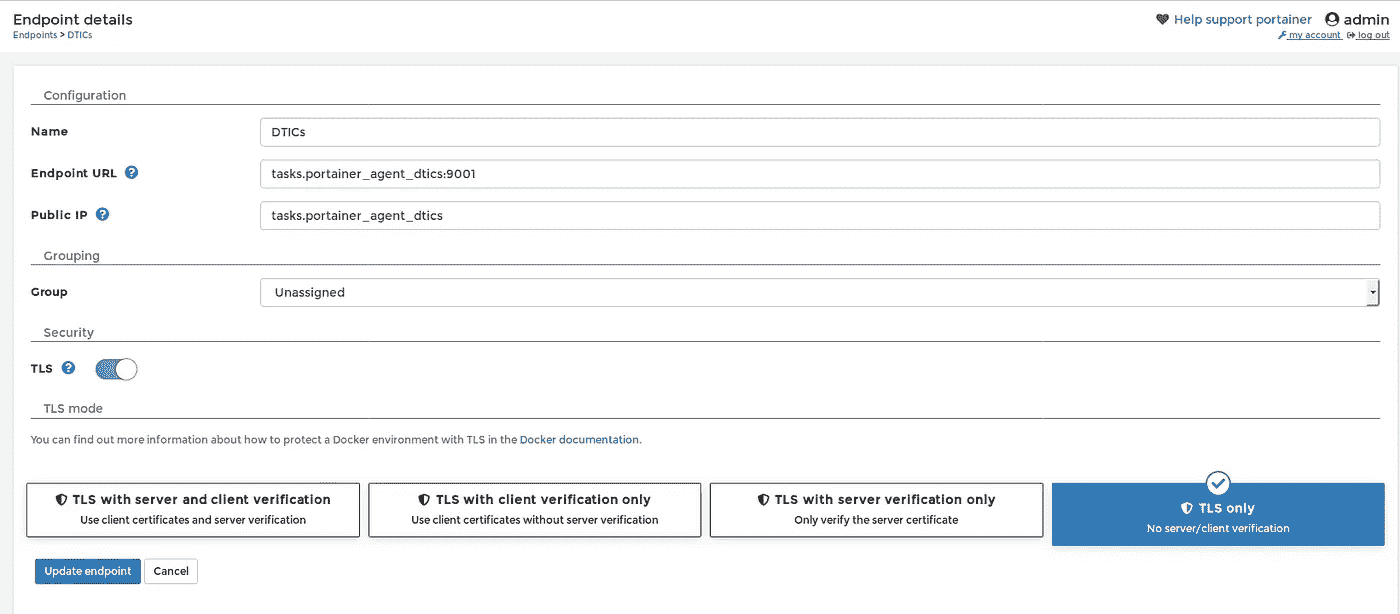 Endpoint details
Help support portainer admin
Endpoints > DTICs
my account log out
Configuration
Name DTICs
Endpoint URL ? tasks.portainer_agent_dtics:9001
Public IP ? tasks.portainer_agent_dtics
Grouping
Group Unassigned
Security
TLS ?
TLS mode
You can find out more information about how to protect a Docker environment with TLS in the Docker documentation.
TLS with server and client verification
Use client certificates and server verification
TLS with client verification only
Use client certificates without server verification
TLS with server verification only
Only verify the server certificate
TLS only
No server/client verification
Update endpoint Cancel